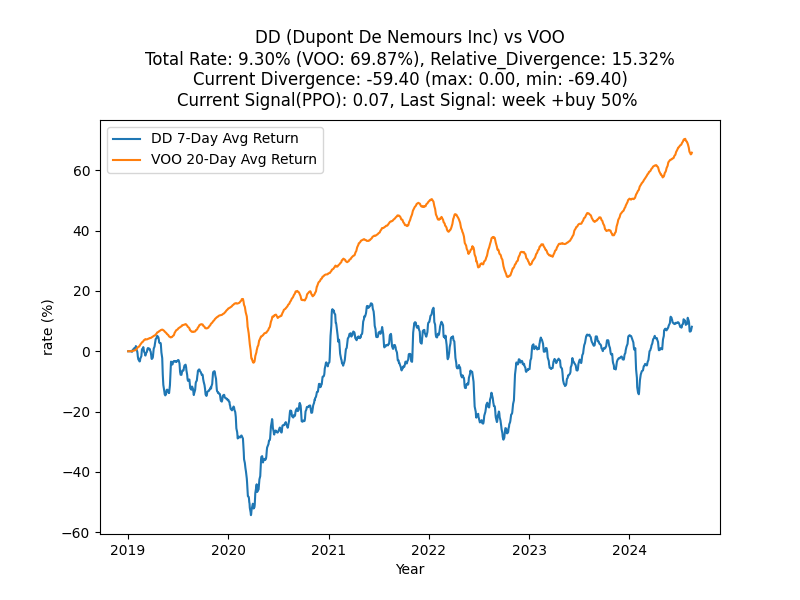 DD (Dupont De Nemours Inc) vs VOO
Total Rate: 9.30% (VOO: 69.87%), Relative_Divergence: 15.32%
Current Divergence: -59.40 (max: 0.00, min: -69.40)
Current Signal(PPO): 0.07, Last Signal: week +buy 50%
DD 7-Day Avg Return
VOO 20-Day Avg Return
rate (%)
60
40
20
0
−20
−40
−60
2019
2020
2021
2022
2023
2024
Year